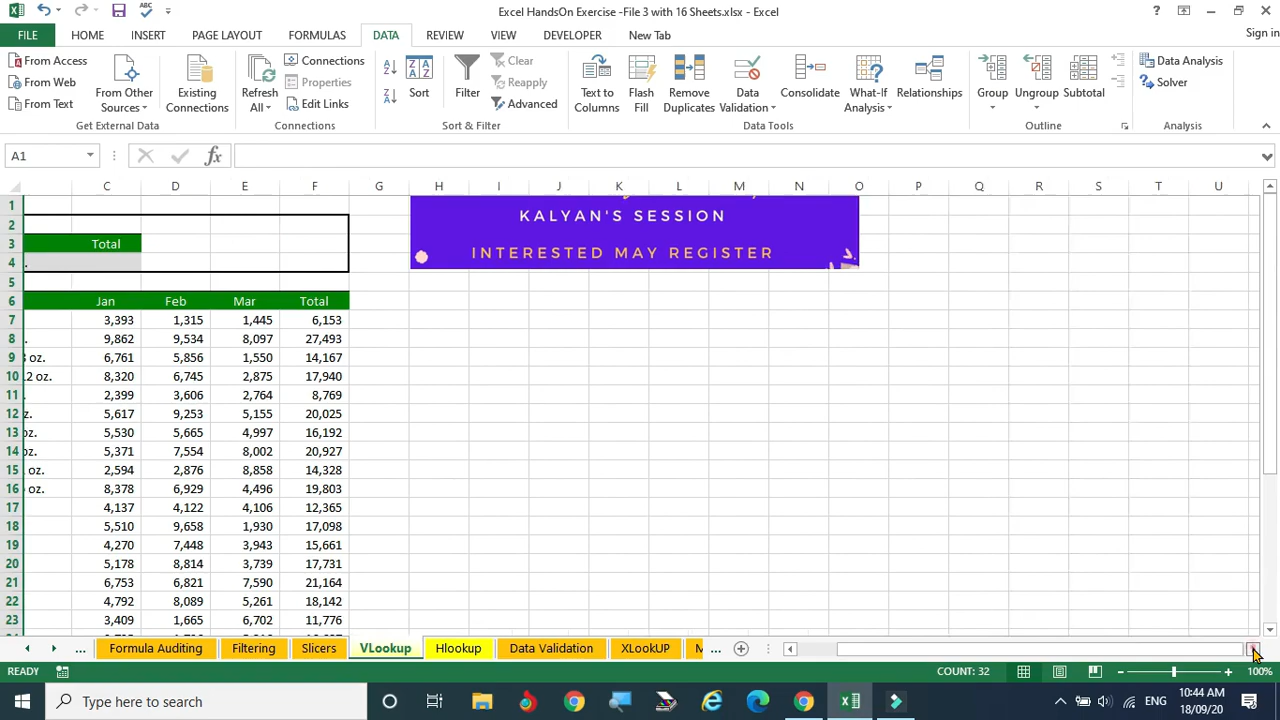 Excel HandsOn Exercise -File 3 with 16 Sheets.xlsx - Excel
FILE HOME INSERT PAGE LAYOUT FORMULAS DATA REVIEW VIEW DEVELOPER New Tab Sign in
From Access
From Web
From Text
From Other Sources
Existing Connections
Get External Data
Refresh All
Connections
Properties
Edit Links
Connections
Sort
Filter
Clear
Reapply
Advanced
Sort & Filter
Text to Columns
Flash Fill
Remove Duplicates
Data Validation
Consolidate
What-If Analysis
Relationships
Data Tools
Group
Ungroup
Subtotal
Outline
Data Analysis
Solver
Analysis
A1
C D E F G H I J K L M N O P Q R S T U
1
2
3 Total
4 .
5
6 Jan Feb Mar Total
7 3,393 1,315 1,445 6,153
8 . 9,862 9,534 8,097 27,493
9 oz. 6,761 5,856 1,550 14,167
10 2 oz. 8,320 6,745 2,875 17,940
11 . 2,399 3,606 2,764 8,769
12 z. 5,617 9,253 5,155 20,025
13 oz. 5,530 5,665 4,997 16,192
14 oz. 5,371 7,554 8,002 20,927
15 oz. 2,594 2,876 8,858 14,328
16 oz. 8,378 6,929 4,496 19,803
17 4,137 4,122 4,106 12,365
18 5,510 9,658 1,930 17,098
19 4,270 7,448 3,943 15,661
20 5,178 8,814 3,739 17,731
21 6,753 6,821 7,590 21,164
22 4,792 8,089 5,261 18,142
23 3,409 1,665 6,702 11,776
KALYAN'S SESSION
INTERESTED MAY REGISTER
... Formula Auditing Filtering Slicers VLookup Hlookup Data Validation XLookUP ...
READY COUNT: 32 100%
Type here to search
ENG
10:44 AM
18/09/20